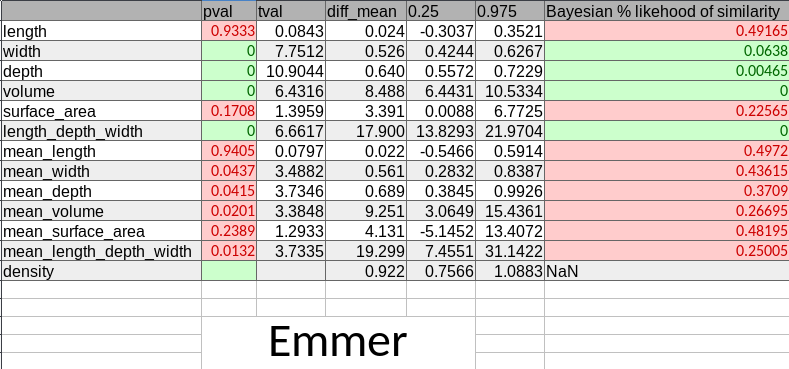 pval tval diff_mean 0.25 0.975 Bayesian % likehood of similarity
length 0.9333 0.0843 0.024 -0.3037 0.3521 0.49165
width 0 7.7512 0.526 0.4244 0.6267 0.0638
depth 0 10.9044 0.640 0.5572 0.7229 0.00465
volume 0 6.4316 8.488 6.4431 10.5334 0
surface_area 0.1708 1.3959 3.391 0.0088 6.7725 0.22565
length_depth_width 0 6.6617 17.900 13.8293 21.9704 0
mean_length 0.9405 0.0797 0.022 -0.5466 0.5914 0.4972
mean_width 0.0437 3.4882 0.561 0.2832 0.8387 0.43615
mean_depth 0.0415 3.7346 0.689 0.3845 0.9926 0.3709
mean_volume 0.0201 3.3848 9.251 3.0649 15.4361 0.26695
mean_surface_area 0.2389 1.2933 4.131 -5.1452 13.4072 0.48195
mean_length_depth_width 0.0132 3.7335 19.299 7.4551 31.1422 0.25005
density 0.922 0.7566 1.0883 NaN
Emmer